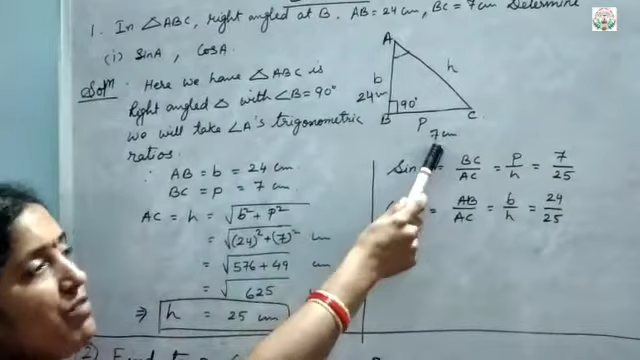 1. In △ABC, right angled at B. AB = 24 cm, BC = 7 cm Determine
(i) SinA, CosA.
Solⁿ. Here we have △ABC is
Right angled △ with ∠B = 90°
we will take ∠A's trigonometric
ratios.
∴ AB = b = 24 cm
BC = p = 7 cm
AC = h = √(b² + p²)
= √((24)² + (7)²) cm
= √(576 + 49) cm
= √625
⇒ h = 25 cm
A
b
h
24
B
90°
C
p
7cm
Sin = BC/AC = p/h = 7/25
= AB/AC = b/h = 24/25
2) Find